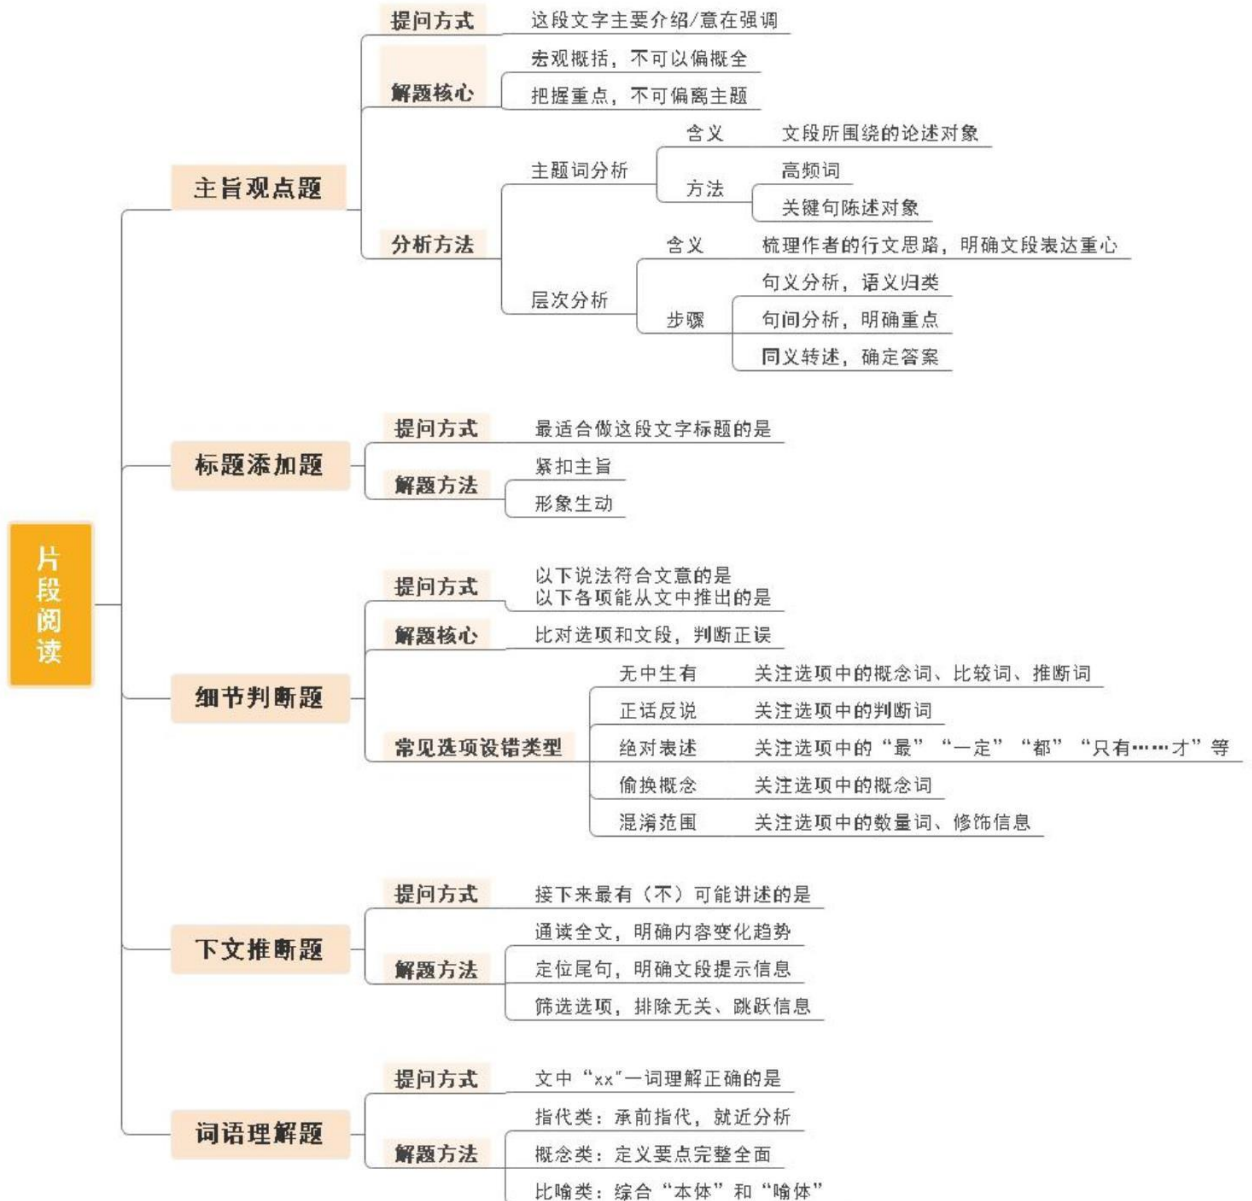 片段阅读
主旨观点题
提问方式
这段文字主要介绍/意在强调
解题核心
宏观概括，不可以偏概全
把握重点，不可偏离主题
分析方法
主题词分析
含义
文段所围绕的论述对象
方法
高频词
关键句陈述对象
层次分析
含义
梳理作者的行文思路，明确文段表达重心
步骤
句义分析，语义归类
句间分析，明确重点
同义转述，确定答案
标题添加题
提问方式
最适合做这段文字标题的是
解题方法
紧扣主旨
形象生动
细节判断题
提问方式
以下说法符合文意的是
以下各项能从文中推出的是
解题核心
比对选项和文段，判断正误
常见选项设错类型
无中生有
关注选项中的概念词、比较词、推断词
正话反说
关注选项中的判断词
绝对表述
关注选项中的“最”“一定”“都”“只有……才”等
偷换概念
关注选项中的概念词
混淆范围
关注选项中的数量词、修饰信息
下文推断题
提问方式
接下来最有（不）可能讲述的是
解题方法
通读全文，明确内容变化趋势
定位尾句，明确文段提示信息
筛选选项，排除无关、跳跃信息
词语理解题
提问方式
文中“xx”一词理解正确的是
解题方法
指代类：承前指代，就近分析
概念类：定义要点完整全面
比喻类：综合“本体”和“喻体”